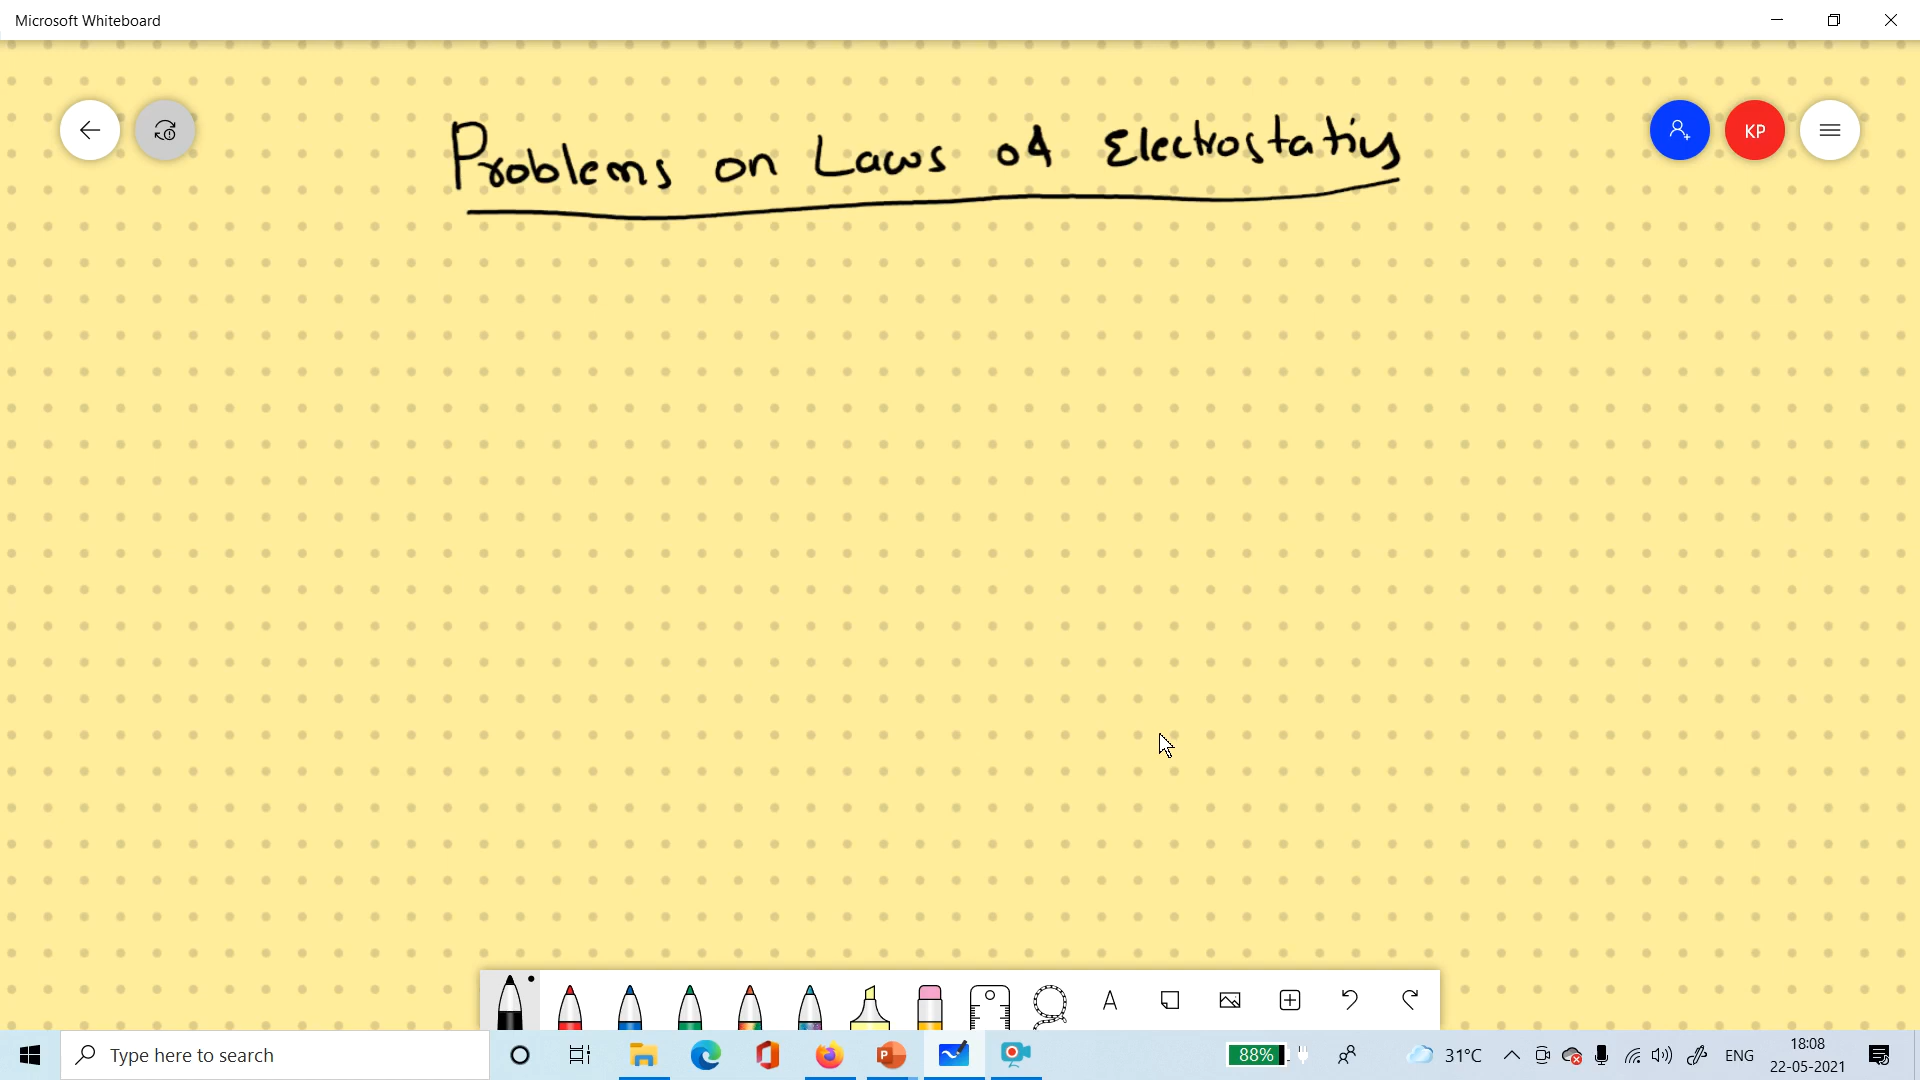 Microsoft Whiteboard
KP
Problems on Laws of Electrostatics
A
Type here to search
88%
31°C
ENG
18:08
22-05-2021